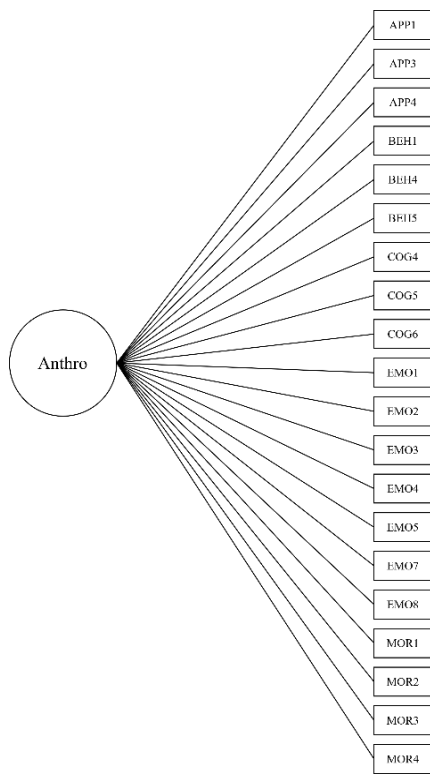 APP1
APP3
APP4
BEH1
BEH4
BEH5
COG4
COG5
COG6
Anthro
EMO1
EMO2
EMO3
EMO4
EMO5
EMO7
EMO8
MOR1
MOR2
MOR3
MOR4